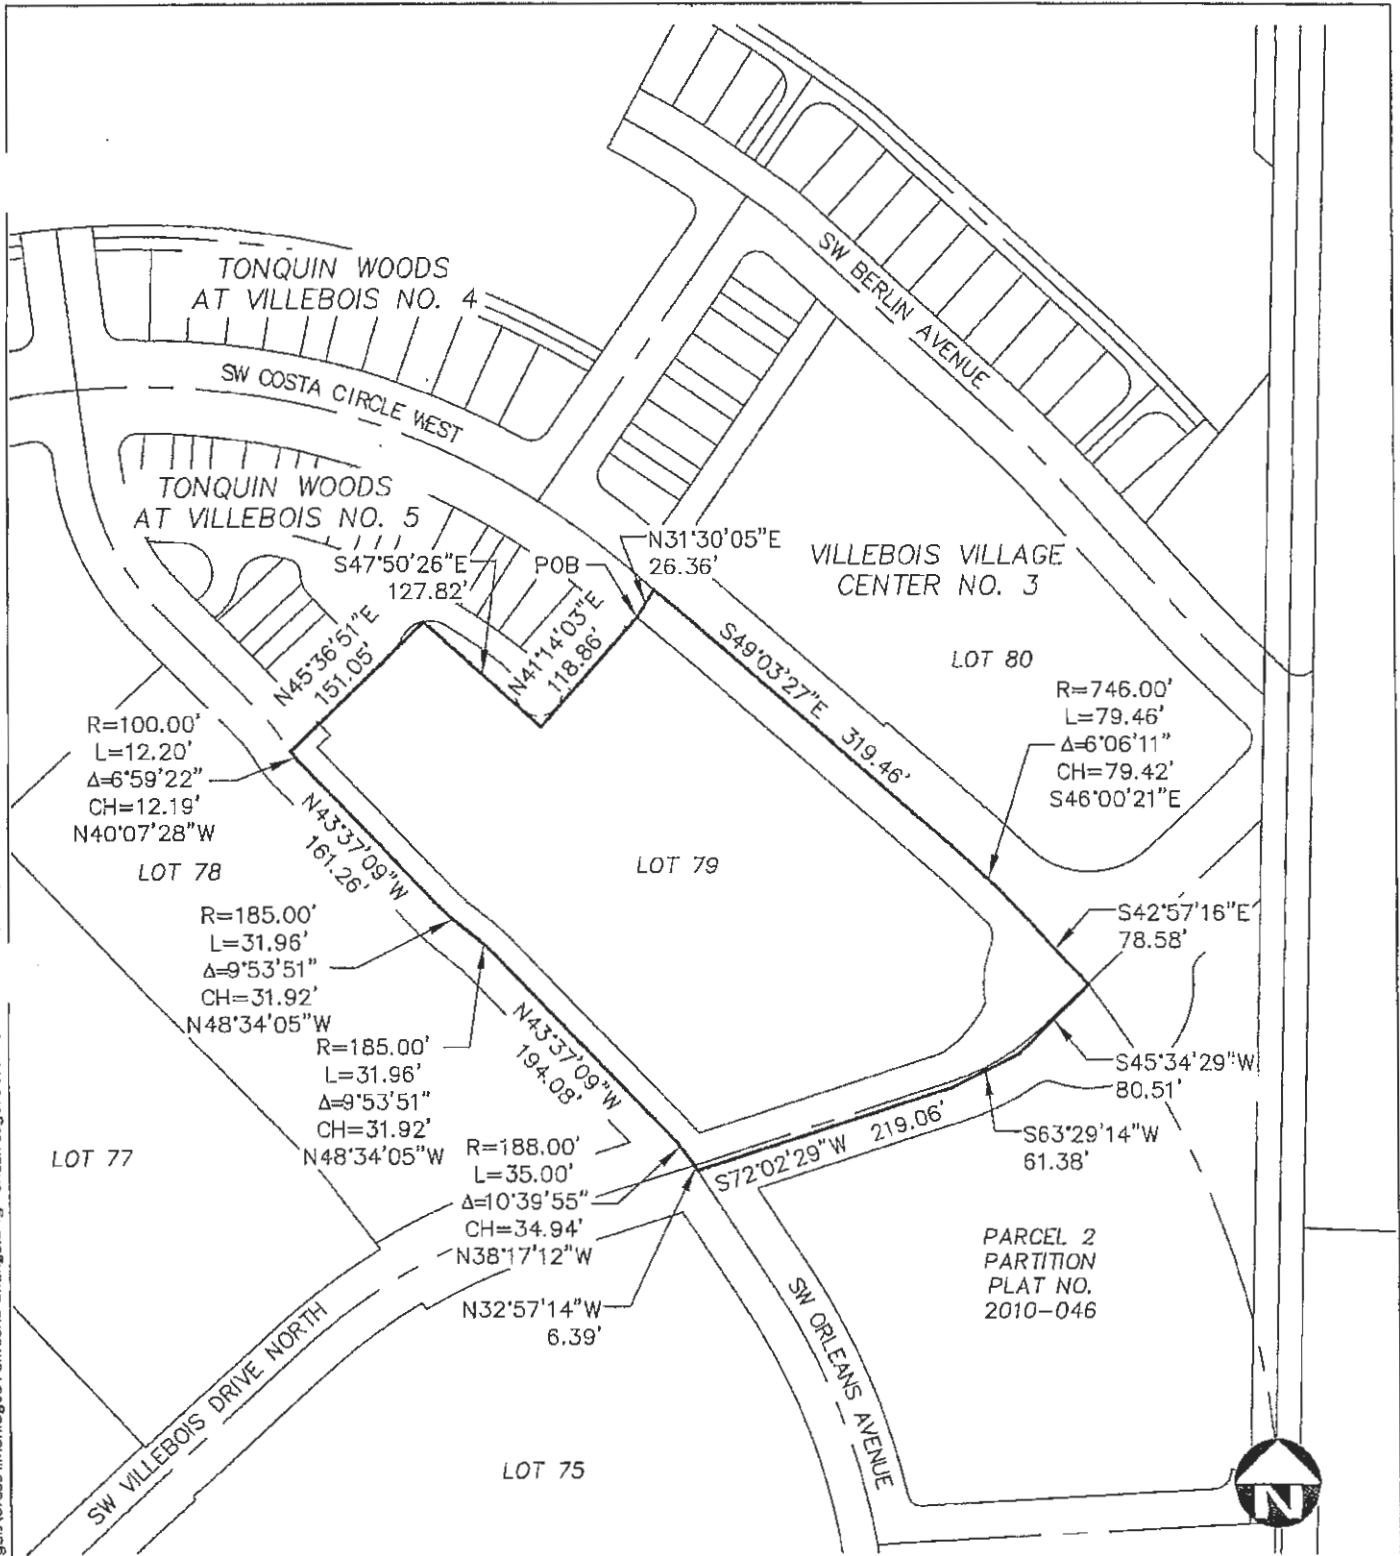 TONQUIN WOODS
AT VILLEBOIS NO. 4
SW BERLIN AVENUE
SW COSTA CIRCLE WEST
TONQUIN WOODS
AT VILLEBOIS NO. 5
S47°50'26"E
127.82'
POB
N31°30'05"E
26.36'
VILLEBOIS VILLAGE
CENTER NO. 3
N41°14'03"E
118.86'
N45°36'51"E
151.05'
S49°03'27"E 319.46'
LOT 80
R=746.00'
L=79.46'
Δ=6°06'11"
CH=79.42'
S46°00'21"E
R=100.00'
L=12.20'
Δ=6°59'22"
CH=12.19'
N40°07'28"W
N43°37'09"W
161.26'
LOT 78
LOT 79
R=185.00'
L=31.96'
Δ=9°53'51"
CH=31.92'
N48°34'05"W
S42°57'16"E
78.58'
R=185.00'
L=31.96'
Δ=9°53'51"
CH=31.92'
N48°34'05"W
N43°37'09"W
194.08'
S45°34'29"W
80.51'
LOT 77
R=188.00'
L=35.00'
Δ=10°39'55"
CH=34.94'
N38°17'12"W
S72°02'29"W 219.06'
S63°29'14"W
61.38'
N32°57'14"W
6.39'
PARCEL 2
PARTITION
PLAT NO.
2010-046
SW VILLEBOIS DRIVE NORTH
SW ORLEANS AVENUE
LOT 75
N